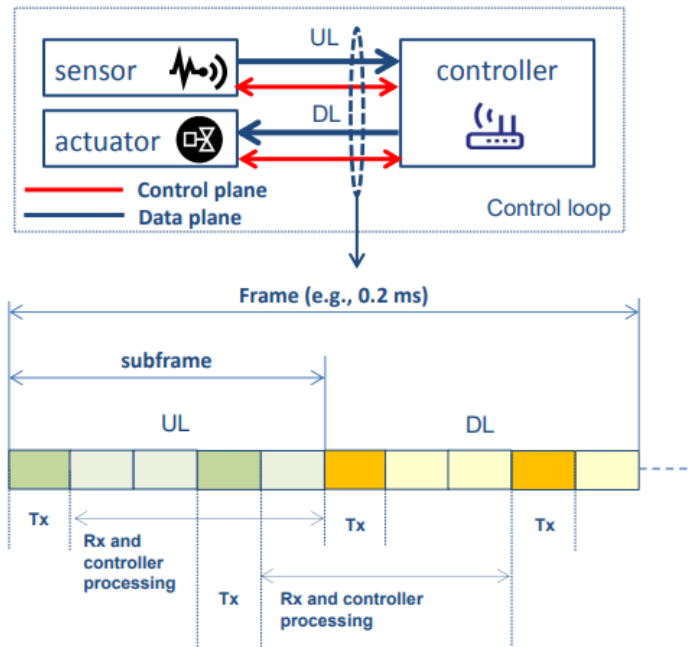 UL
sensor
controller
DL
actuator
Control plane
Data plane
Control loop
Frame (e.g., 0.2 ms)
subframe
UL
DL
Tx
Rx and
controller
processing
Tx
Rx and controller
processing
Tx
Tx